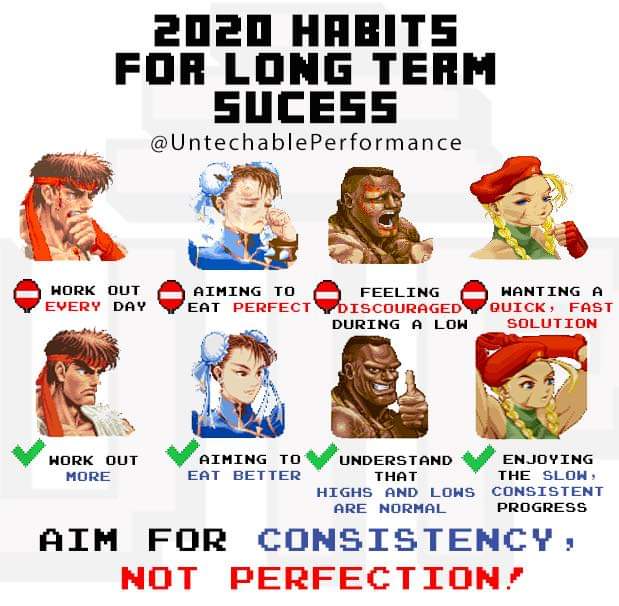 2020 HABITS
FOR LONG TERM
SUCESS
@UntechablePerformance
WORK OUT
EVERY DAY
AIMING TO
EAT PERFECT
FEELING
DISCOURAGED
DURING A LOW
WANTING A
QUICK, FAST
SOLUTION
WORK OUT
MORE
AIMING TO
EAT BETTER
UNDERSTAND
THAT
HIGHS AND LOWS
ARE NORMAL
ENJOYING
THE SLOW,
CONSISTENT
PROGRESS
AIM FOR CONSISTENCY,
NOT PERFECTION!